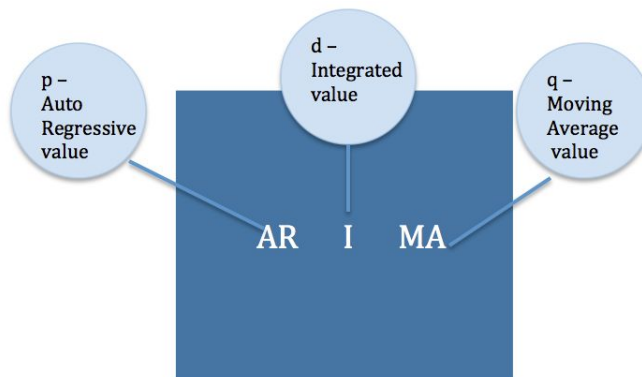 p –
Auto
Regressive
value
d –
Integrated
value
q –
Moving
Average
value
AR I MA